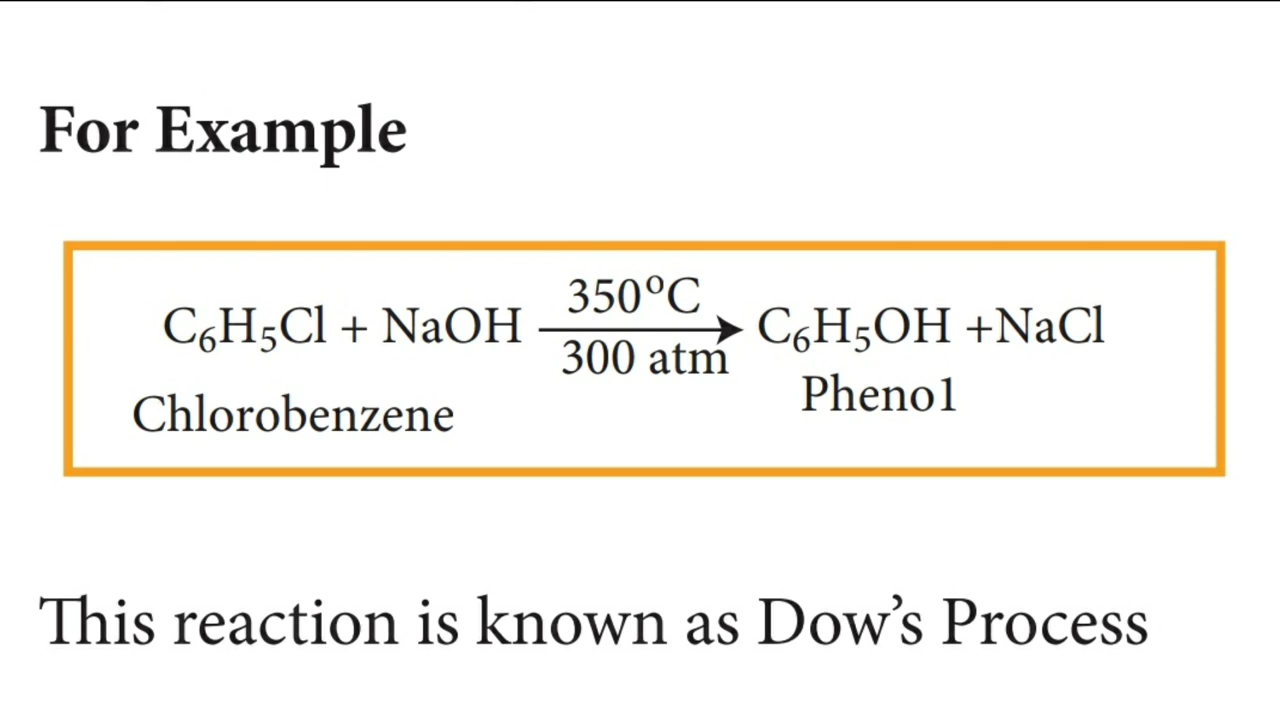 For Example
350°C
C₆H₅Cl + NaOH → C₆H₅OH +NaCl
300 atm
Chlorobenzene Pheno1
This reaction is known as Dow’s Process